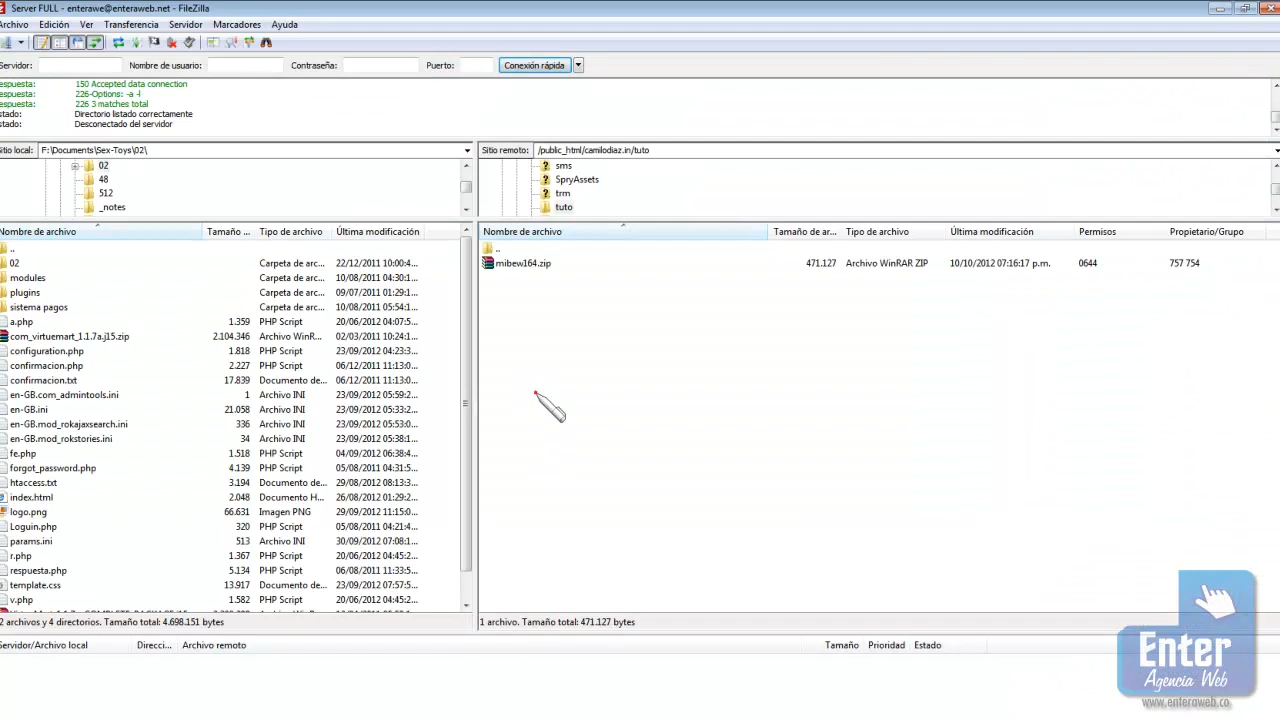 Server FULL - enterawe@enteraweb.net - FileZilla
Archivo Edición Ver Transferencia Servidor Marcadores Ayuda
Servidor: Nombre de usuario: Contraseña: Puerto: Conexión rápida
espuesta: 150 Accepted data connection
espuesta: 226-Options: -a -l
espuesta: 226 3 matches total
stado: Directorio listado correctamente
stado: Desconectado del servidor
Sitio local: F:\Documents\Sex-Toys\02\ Sitio remoto: /public_html/camilodiaz.in/tuto
02 sms
48 SpryAssets
512 trm
_notes tuto
Nombre de archivo Tamaño ... Tipo de archivo Última modificación Nombre de archivo Tamaño de ar... Tipo de archivo Última modificación Permisos Propietario/Grupo
.. ..
02 Carpeta de arc... 22/12/2011 10:00:4... mibew164.zip 471.127 Archivo WinRAR ZIP 10/10/2012 07:16:17 p.m. 0644 757 754
modules Carpeta de arc... 10/08/2011 04:30:1...
plugins Carpeta de arc... 09/07/2011 01:29:1...
sistema pagos Carpeta de arc... 10/08/2011 05:54:1...
a.php 1.359 PHP Script 20/06/2012 04:07:5...
com_virtuemart_1.1.7a.j15.zip 2.104.346 Archivo WinR... 02/03/2011 10:24:1...
configuration.php 1.818 PHP Script 23/09/2012 04:23:3...
confirmacion.php 2.227 PHP Script 06/12/2011 11:13:0...
confirmacion.txt 17.839 Documento de... 06/12/2011 11:13:0...
en-GB.com_admintools.ini 1 Archivo INI 23/09/2012 05:59:2...
en-GB.ini 21.058 Archivo INI 23/09/2012 05:33:2...
en-GB.mod_rokajaxsearch.ini 336 Archivo INI 23/09/2012 05:53:0...
en-GB.mod_rokstories.ini 34 Archivo INI 23/09/2012 05:38:1...
fe.php 1.518 PHP Script 04/09/2012 06:38:4...
forgot_password.php 4.139 PHP Script 05/08/2011 04:31:5...
htaccess.txt 3.194 Documento de... 29/08/2012 08:13:3...
index.html 2.048 Documento H... 26/08/2012 01:29:2...
logo.png 66.631 Imagen PNG 29/09/2012 11:15:0...
Loguin.php 320 PHP Script 05/08/2011 04:21:4...
params.ini 513 Archivo INI 30/09/2012 07:08:1...
r.php 1.367 PHP Script 20/06/2012 04:45:2...
respuesta.php 5.134 PHP Script 06/08/2011 11:33:5...
template.css 13.917 Documento de... 23/09/2012 07:57:5...
v.php 1.582 PHP Script 20/06/2012 04:45:2...
2 archivos y 4 directorios. Tamaño total: 4.698.151 bytes 1 archivo. Tamaño total: 471.127 bytes
Servidor/Archivo local Direcci... Archivo remoto Tamaño Prioridad Estado
Enter
Agencia Web
www.enteraweb.co